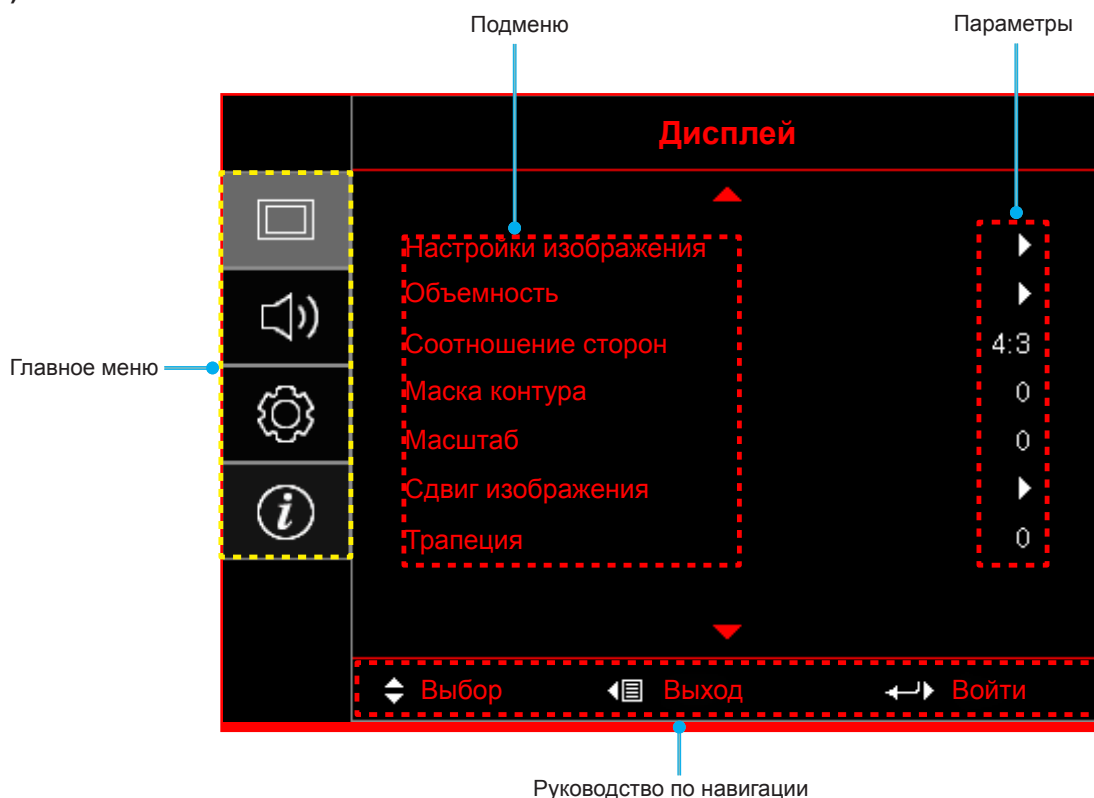 Подменю
Параметры
Дисплей
Настройки изображения
Объемность
Соотношение сторон 4:3
Главное меню
Маска контура 0
Масштаб 0
Сдвиг изображения
Трапеция 0
Выбор Выход Войти
Руководство по навигации